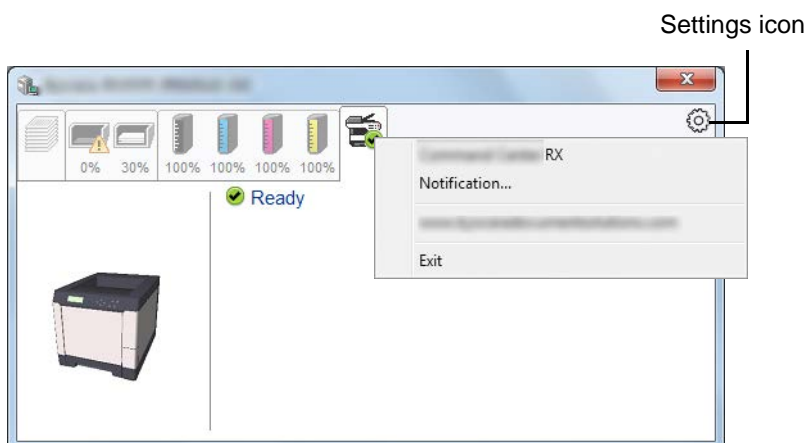 Settings icon
x
0% 30% 100% 100% 100% 100%
RX
Ready
Notification...
Exit